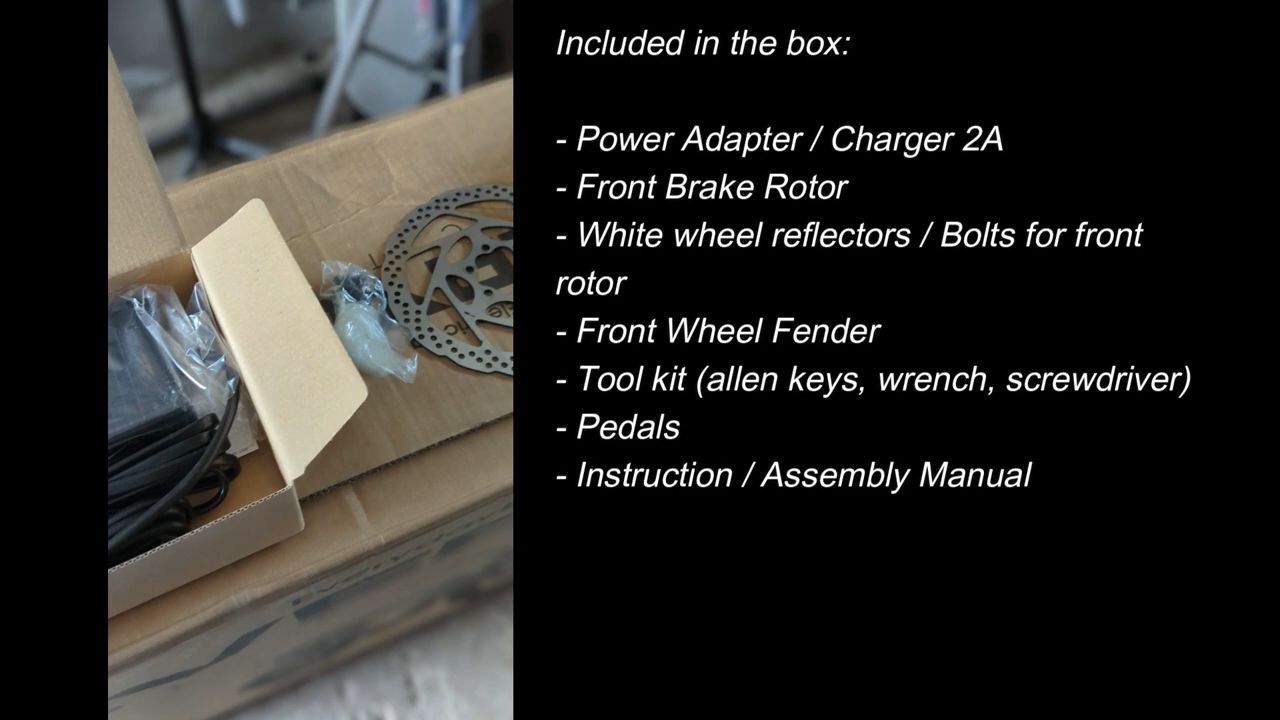 Included in the box:
- Power Adapter / Charger 2A
- Front Brake Rotor
- White wheel reflectors / Bolts for front
rotor
- Front Wheel Fender
- Tool kit (allen keys, wrench, screwdriver)
- Pedals
- Instruction / Assembly Manual